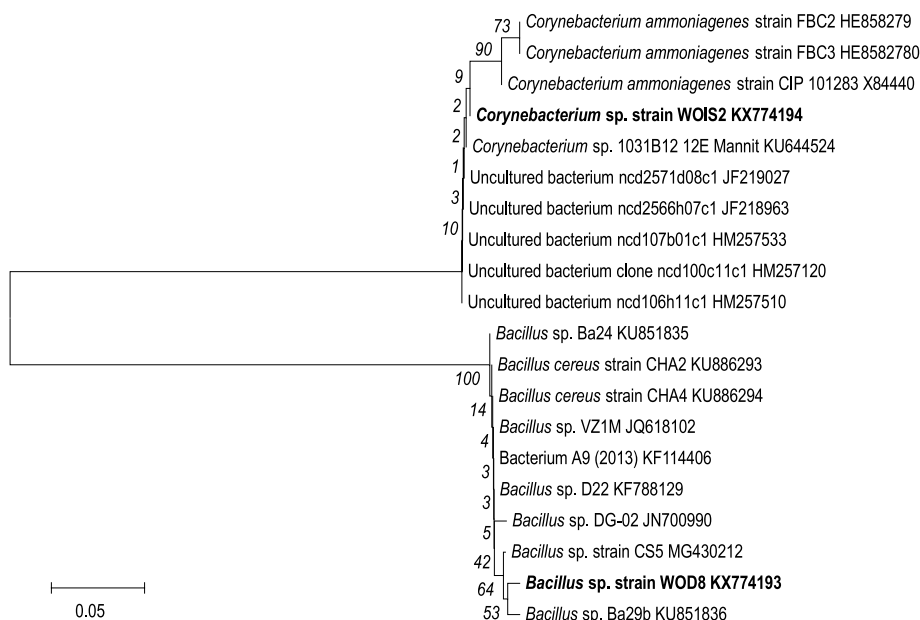 73 Corynebacterium ammoniagenes strain FBC2 HE858279
90 Corynebacterium ammoniagenes strain FBC3 HE8582780
9 Corynebacterium ammoniagenes strain CIP 101283 X84440
2 Corynebacterium sp. strain WOIS2 KX774194
2 Corynebacterium sp. 1031B12 12E Mannit KU644524
1 Uncultured bacterium ncd2571d08c1 JF219027
3 Uncultured bacterium ncd2566h07c1 JF218963
10 Uncultured bacterium ncd107b01c1 HM257533
Uncultured bacterium clone ncd100c11c1 HM257120
Uncultured bacterium ncd106h11c1 HM257510
Bacillus sp. Ba24 KU851835
Bacillus cereus strain CHA2 KU886293
100 Bacillus cereus strain CHA4 KU886294
14 Bacillus sp. VZ1M JQ618102
4 Bacterium A9 (2013) KF114406
3 Bacillus sp. D22 KF788129
3 Bacillus sp. DG-02 JN700990
5 Bacillus sp. strain CS5 MG430212
42 Bacillus sp. strain WOD8 KX774193
64
53 Bacillus sp. Ba29b KU851836
0.05